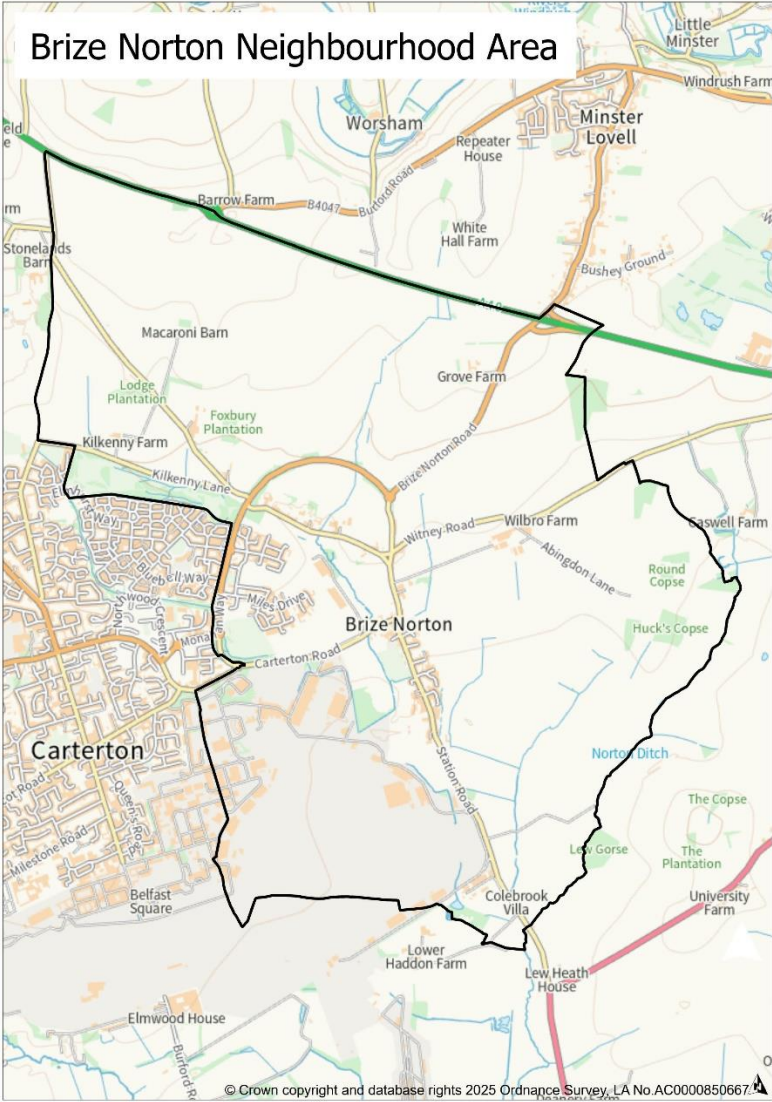 Brize Norton Neighbourhood Area
Little
Minster
Windrush Farm
Worsham
Minster
Lovell
Repeater
House
Burford Road
Barrow Farm
B4047
White
Hall Farm
Stonelands
Barn
Bushey Ground
Macaroni Barn
Grove Farm
Lodge
Plantation
Foxbury
Plantation
Kilkenny Farm
Kilkenny Lane
Brize Norton Road
Witney Road
Wilbro Farm
Caswell Farm
Abingdon Lane
Bluebell Way
Round
Copse
Miles Drive
Brize Norton
Huck's Copse
Carterton Road
Carterton
Norton Ditch
Station Road
The Copse
Queen's Road
Milestone Road
Lew Gorse
The
Plantation
Belfast
Square
Colebrook
Villa
University
Farm
Lower
Haddon Farm
Lew Heath
House
Elmwood House
© Crown copyright and database rights 2025 Ordnance Survey, LA No.AC0000850667